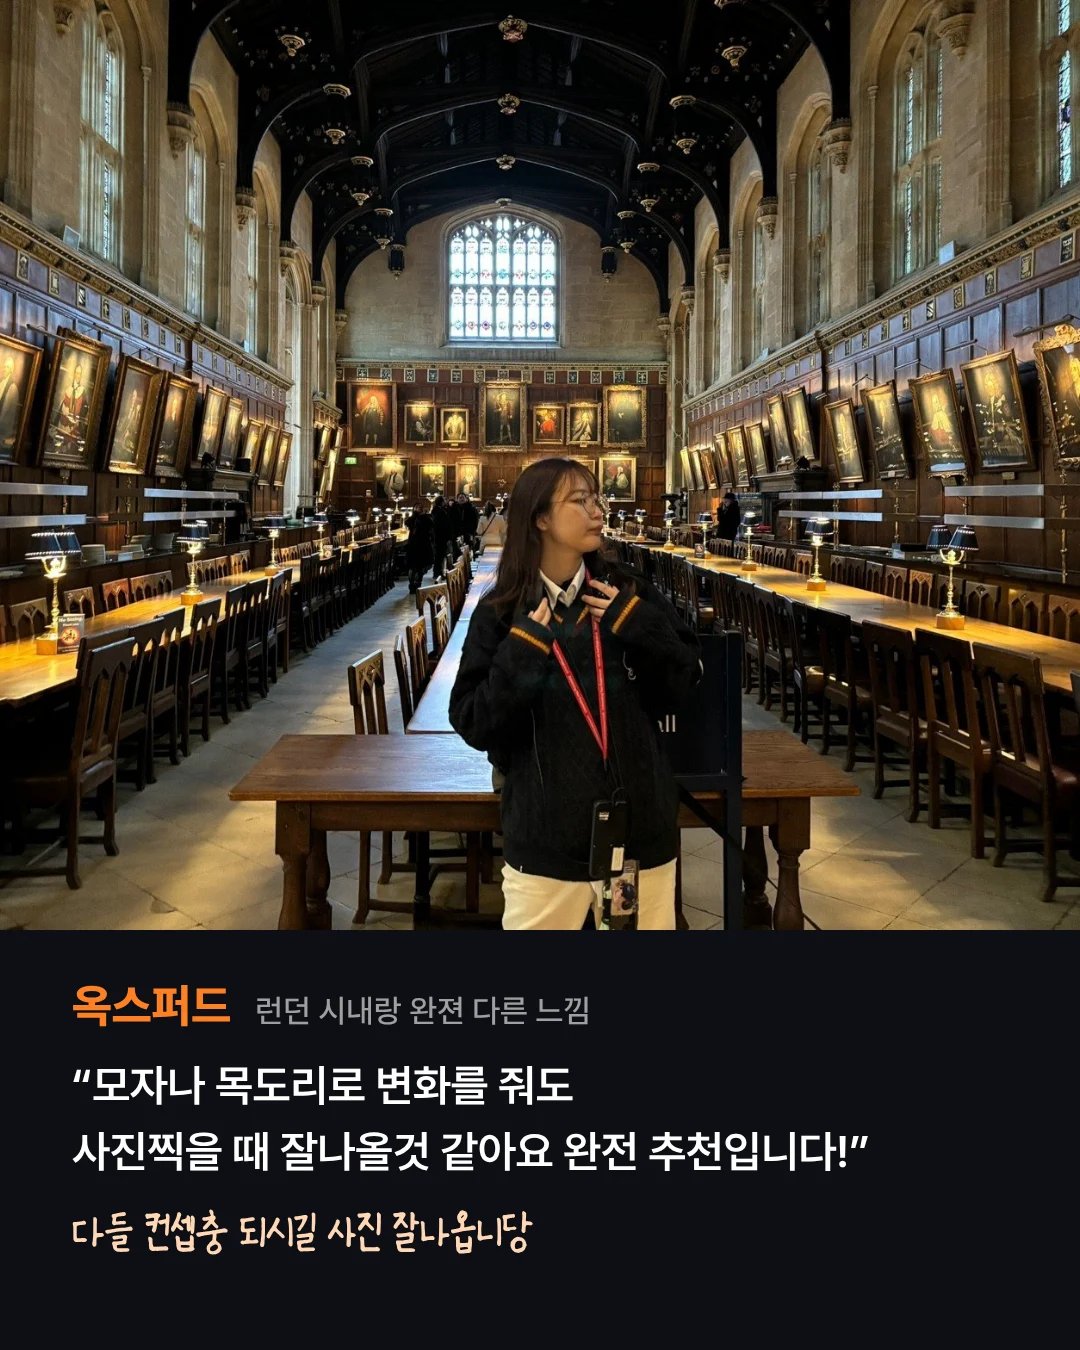 옥스퍼드 런던 시내랑 완젼 다른 느낌
“모자나 목도리로 변화를 줘도
사진찍을 때 잘나올것 같아요 완전 추천입니다!”
다들 컨셉충 되시길 사진 잘나옵니당